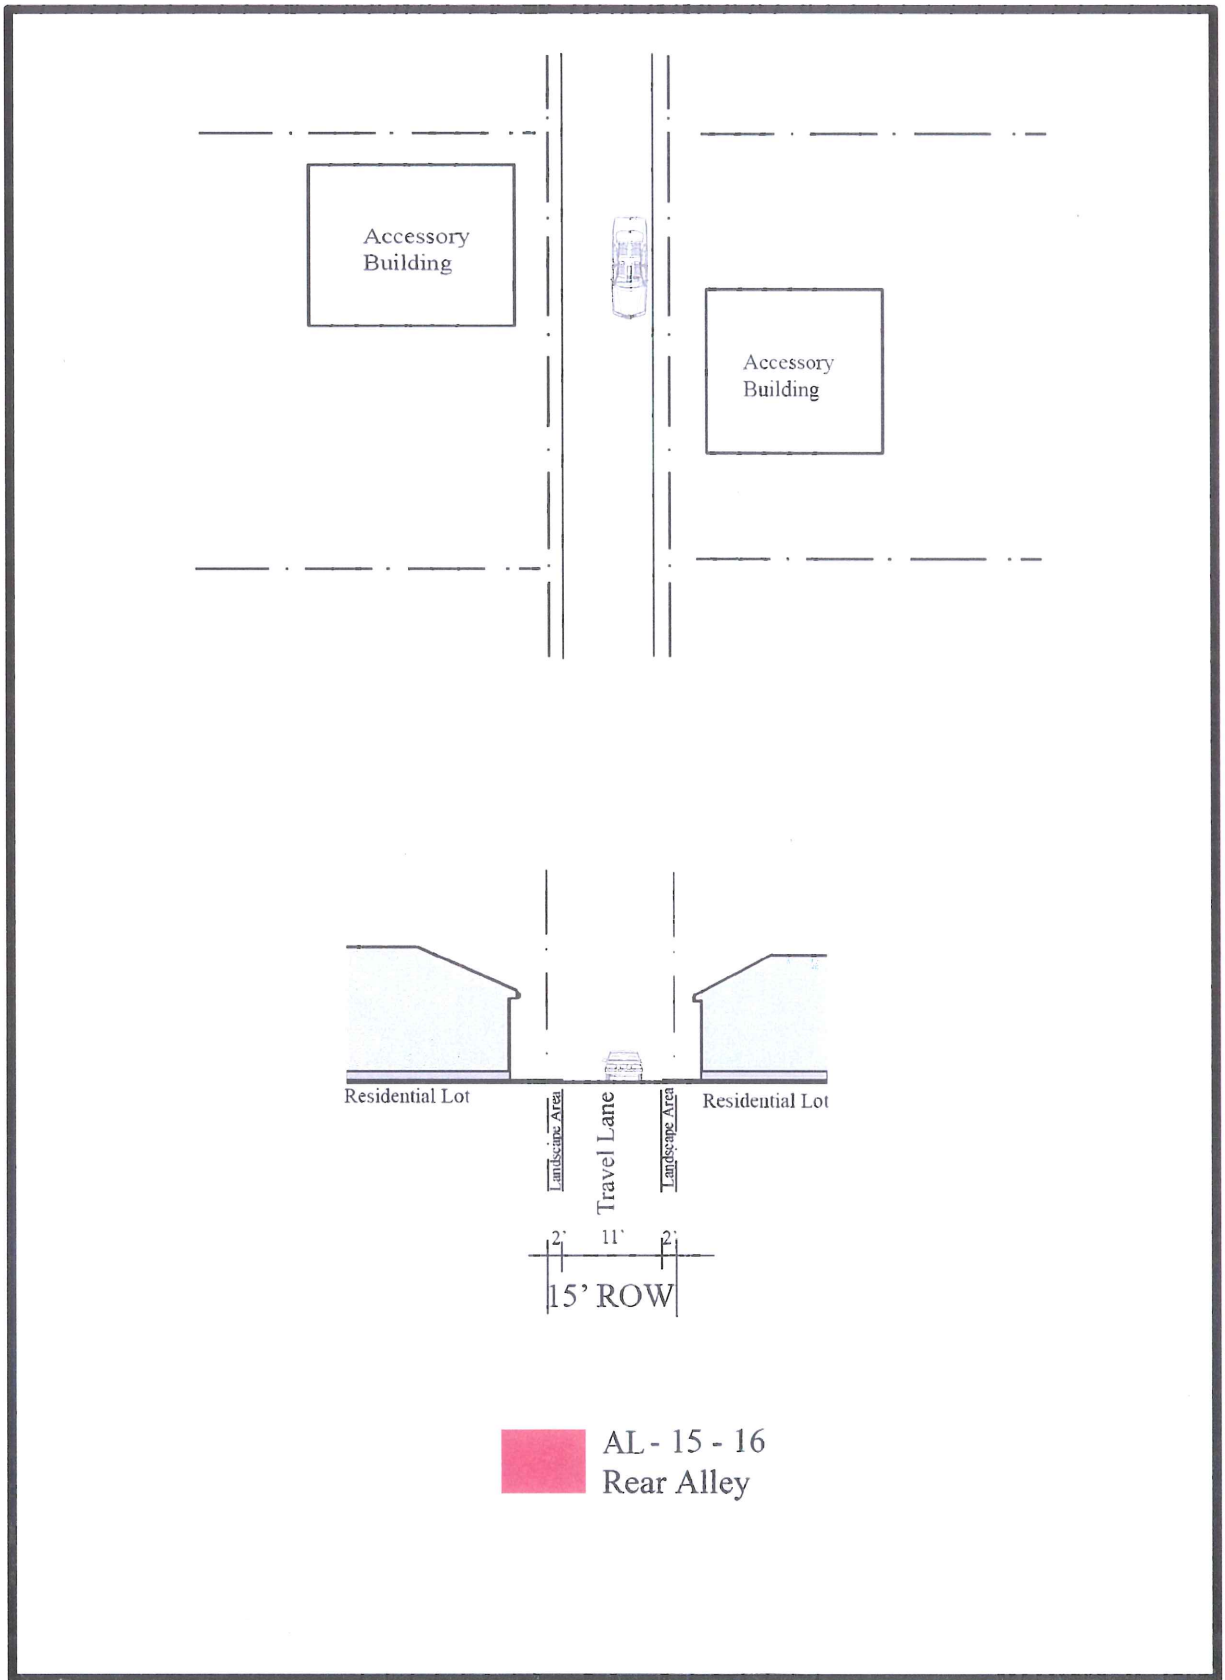 Accessory
Building
Accessory
Building
Residential Lot
Residential Lot
Landscape Area
Travel Lane
Landscape Area
2' 11' 2'
15’ ROW
AL - 15 - 16
Rear Alley